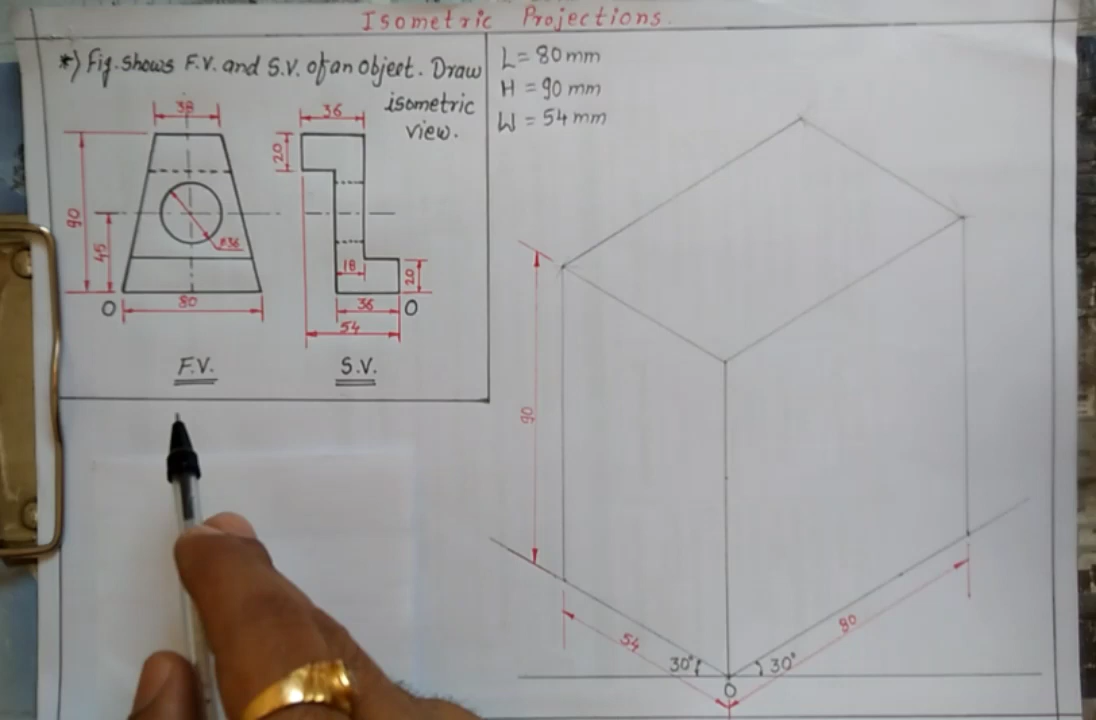 Isometric Projections.
*) Fig. shows F.V. and S.V. of an object. Draw
isometric
view.
38
90
45
ø36
O
80
F.V.
36
20
18
20
36
O
54
S.V.
L = 80 mm
H = 90 mm
W = 54 mm
90
54
80
30°
30°
O